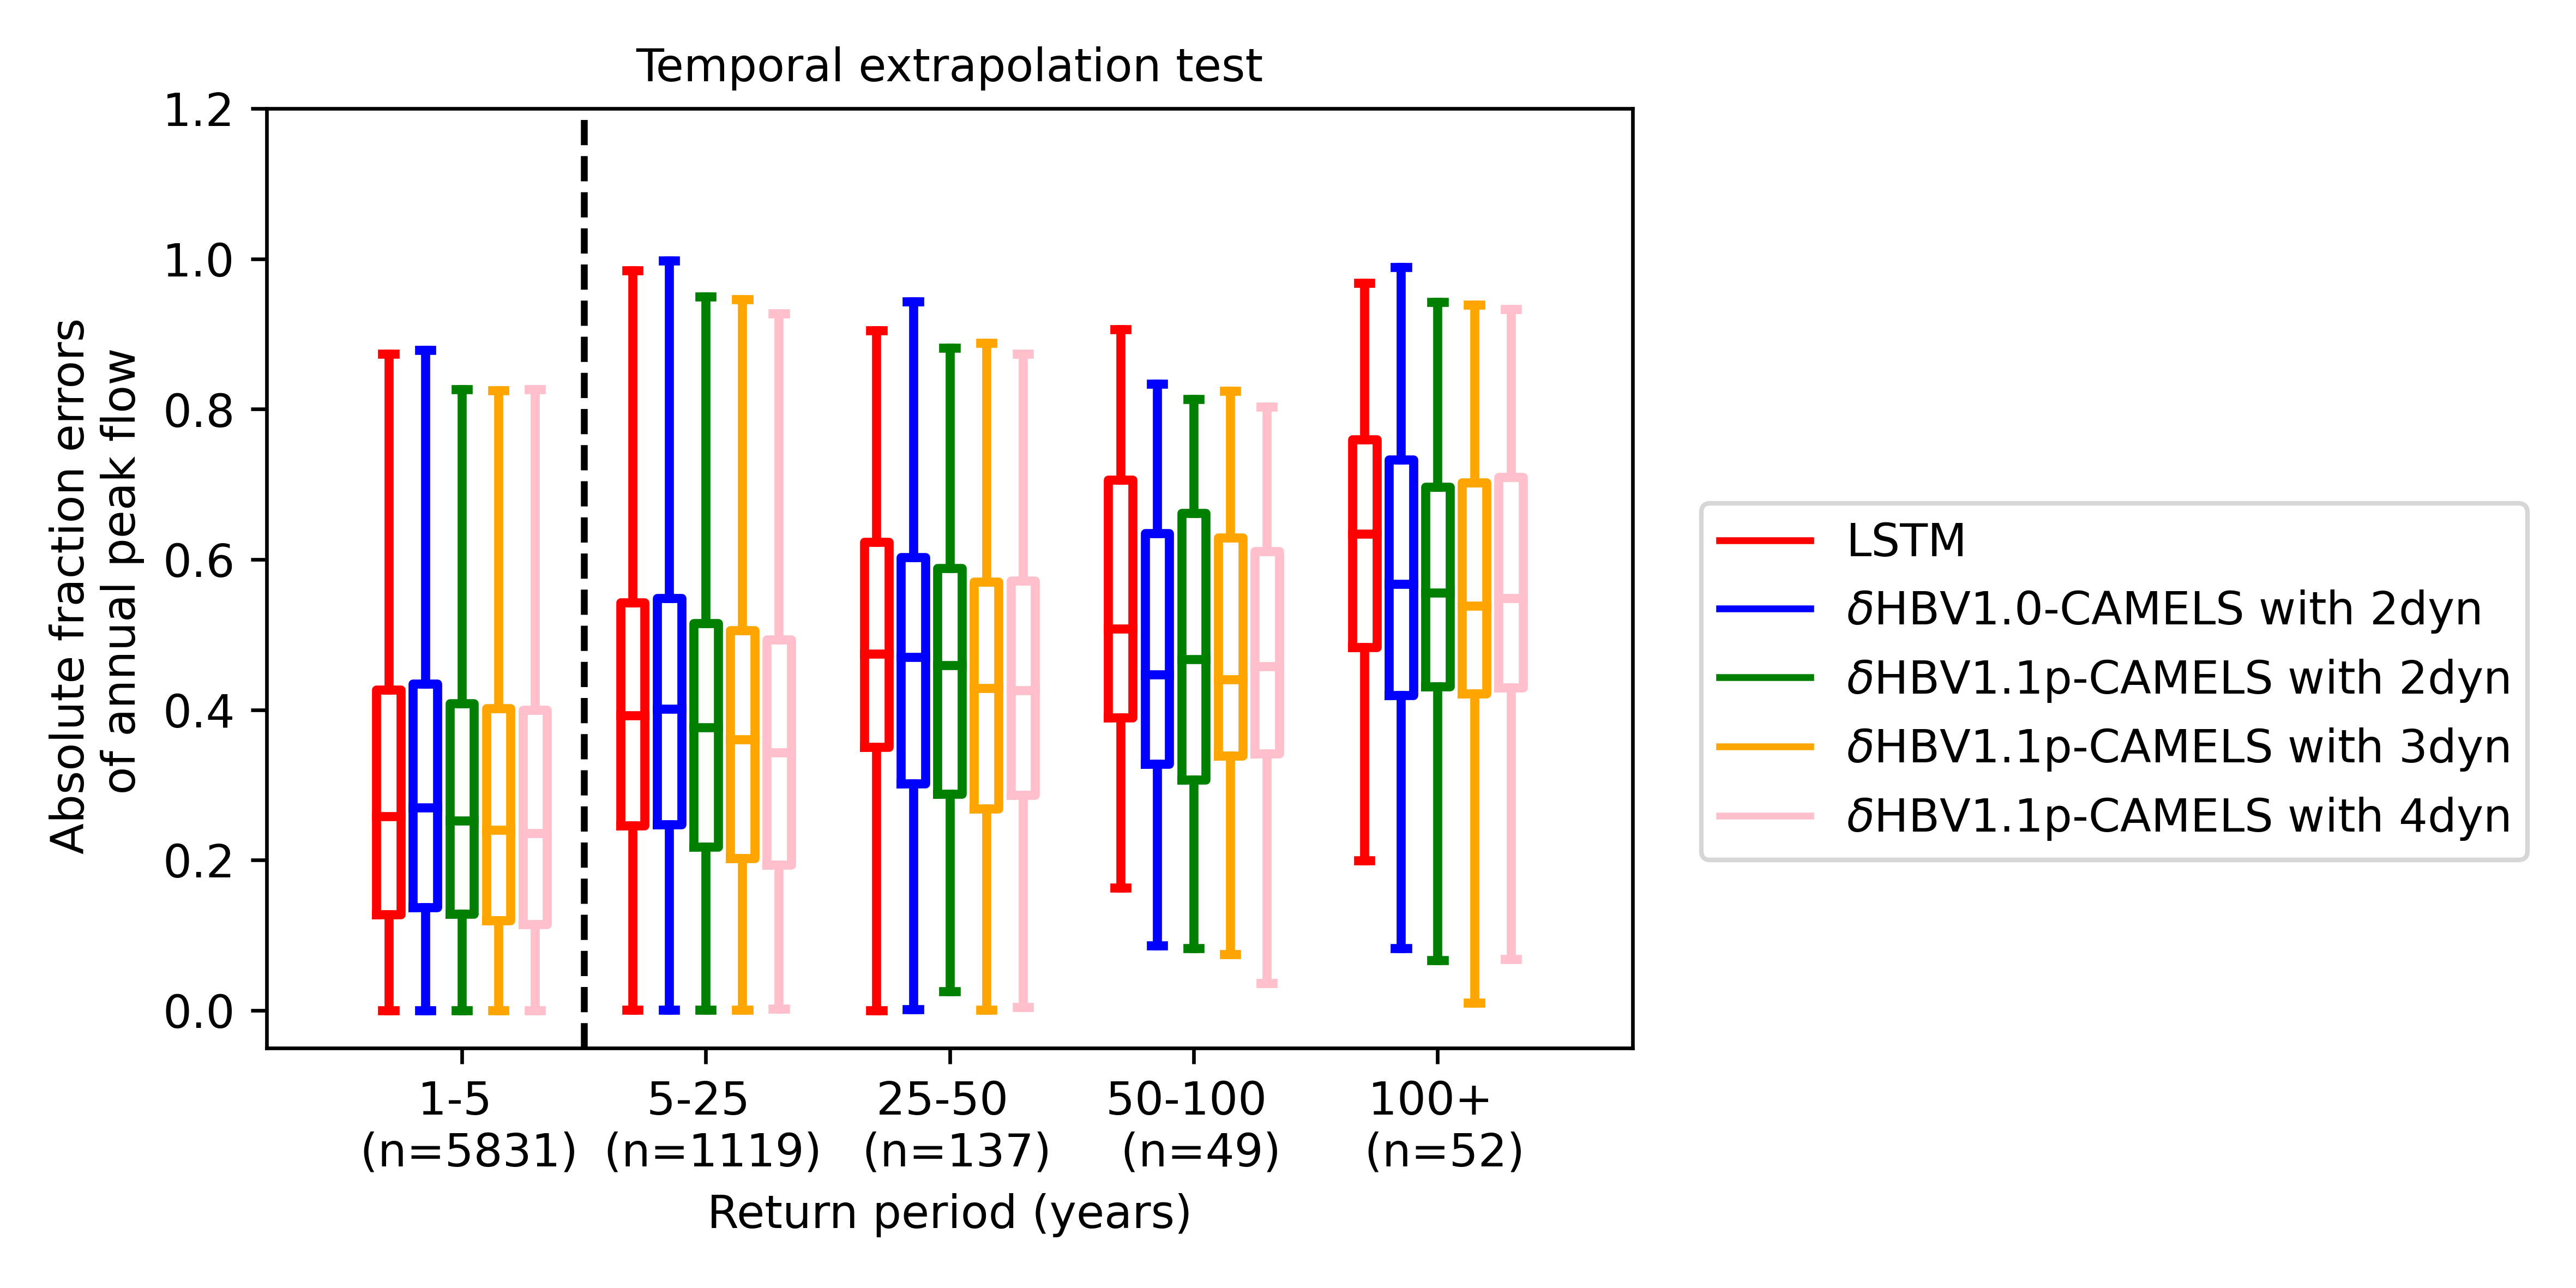 Temporal extrapolation test
1.2
1.0
0.8
0.6
0.4
0.2
0.0
Absolute fraction errors
of annual peak flow
1-5
(n=5831)
5-25
(n=1119)
25-50
(n=137)
50-100
(n=49)
100+
(n=52)
Return period (years)
LSTM
δHBV1.0-CAMELS with 2dyn
δHBV1.1p-CAMELS with 2dyn
δHBV1.1p-CAMELS with 3dyn
δHBV1.1p-CAMELS with 4dyn